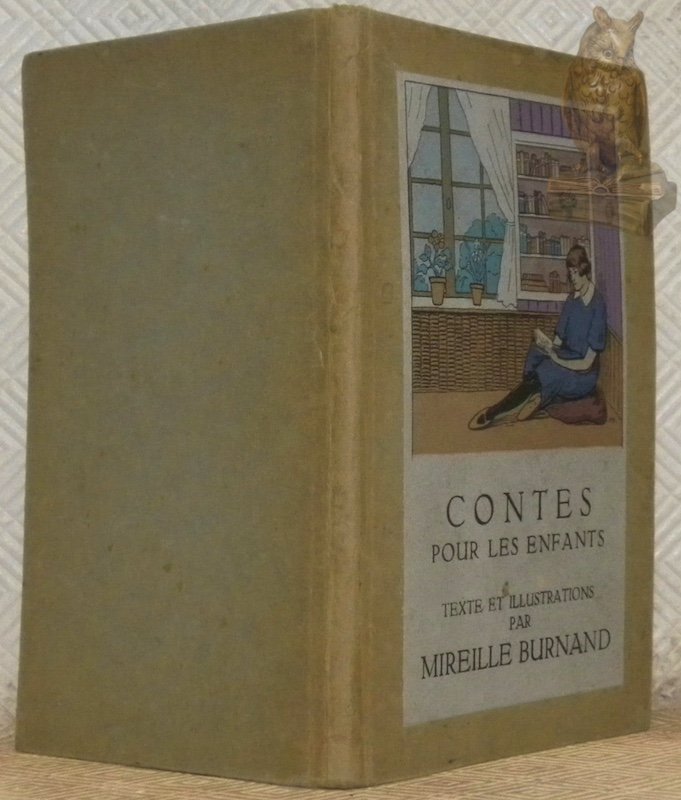 CONTES
POUR LES ENFANTS
TEXTE ET ILLUSTRATIONS
PAR
MIREILLE BURNAND